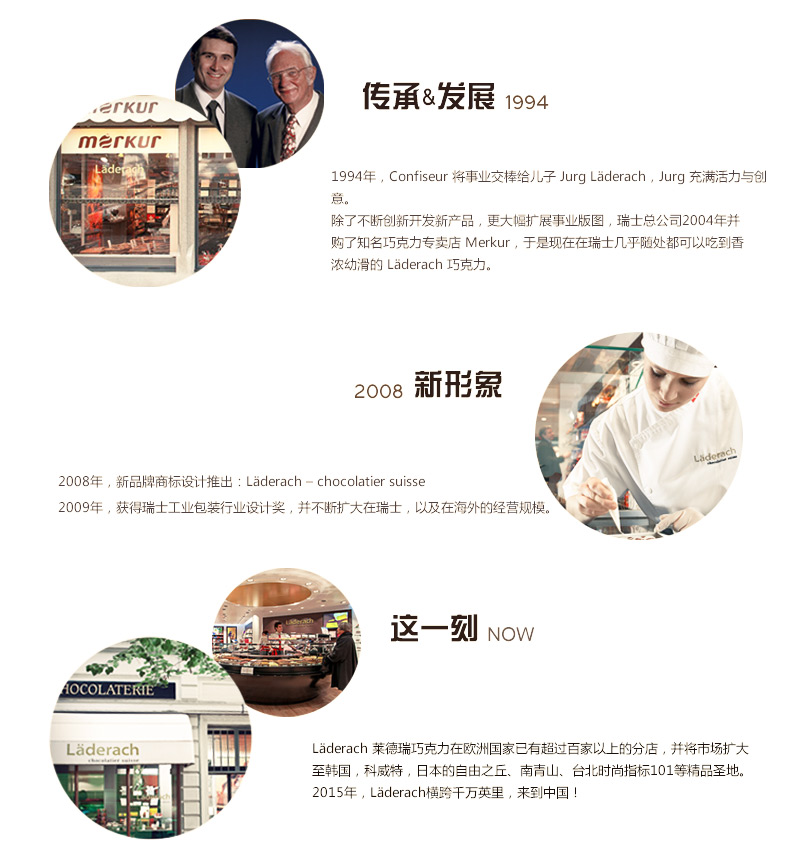 传承&发展 1994
merkur
merkur
Läderach
1994年，Confiseur 将事业交棒给儿子 Jurg Läderach，Jurg 充满活力与创
意。
除了不断创新开发新产品，更大幅扩展事业版图，瑞士总公司2004年并
购了知名巧克力专卖店 Merkur，于是现在在瑞士几乎随处都可以吃到香
浓幼滑的 Läderach 巧克力。
2008 新形象
Läderach
chocolatier suisse
2008年，新品牌商标设计推出：Läderach – chocolatier suisse
2009年，获得瑞士工业包装行业设计奖，并不断扩大在瑞士，以及在海外的经营规模。
这一刻 NOW
Läderach
CHOCOLATERIE
Läderach
chocolatier suisse
Läderach 莱德瑞巧克力在欧洲国家已有超过百家以上的分店，并将市场扩大
至韩国，科威特，日本的自由之丘、南青山、台北时尚指标101等精品圣地。
2015年，Läderach横跨千万英里，来到中国！